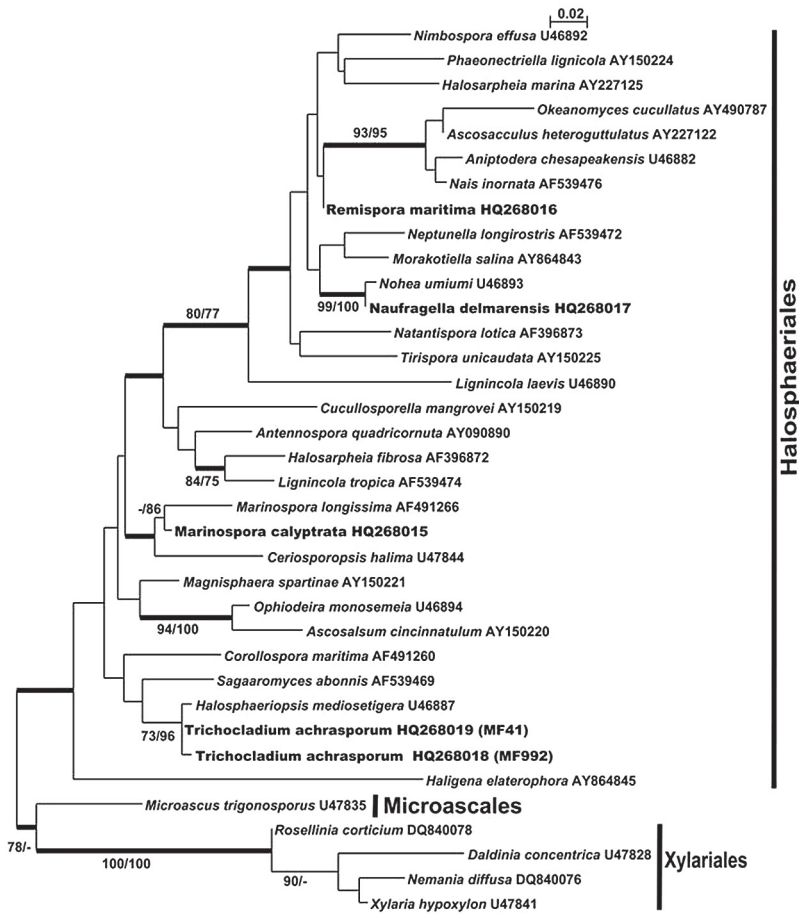 0.02
Nimbospora effusa U46892
Phaeonectriella lignicola AY150224
Halosarpheia marina AY227125
Okeanomyces cucullatus AY490787
93/95
Ascosacculus heteroguttulatus AY227122
Aniptodera chesapeakensis U46882
Nais inornata AF539476
Remispora maritima HQ268016
Neptunella longirostris AF539472
Morakotiella salina AY864843
Nohea umiumi U46893
99/100
Naufragella delmarensis HQ268017
80/77
Natantispora lotica AF396873
Tirispora unicaudata AY150225
Lignincola laevis U46890
Cucullosporella mangrovei AY150219
Antennospora quadricornuta AY090890
Halosarpheia fibrosa AF396872
84/75
Lignincola tropica AF539474
-/86
Marinospora longissima AF491266
Marinospora calyptrata HQ268015
Ceriosporopsis halima U47844
Magnisphaera spartinae AY150221
Ophiodeira monosemeia U46894
94/100
Ascosalsum cincinnatulum AY150220
Corollospora maritima AF491260
Sagaaromyces abonnis AF539469
Halosphaeriopsis mediosetigera U46887
73/96
Trichocladium achrasporum HQ268019 (MF41)
Trichocladium achrasporum HQ268018 (MF992)
Haligena elaterophora AY864845
Halosphaeriales
Microascus trigonosporus U47835
Microascales
Rosellinia corticium DQ840078
78/-
100/100
Daldinia concentrica U47828
90/-
Nemania diffusa DQ840076
Xylaria hypoxylon U47841
Xylariales